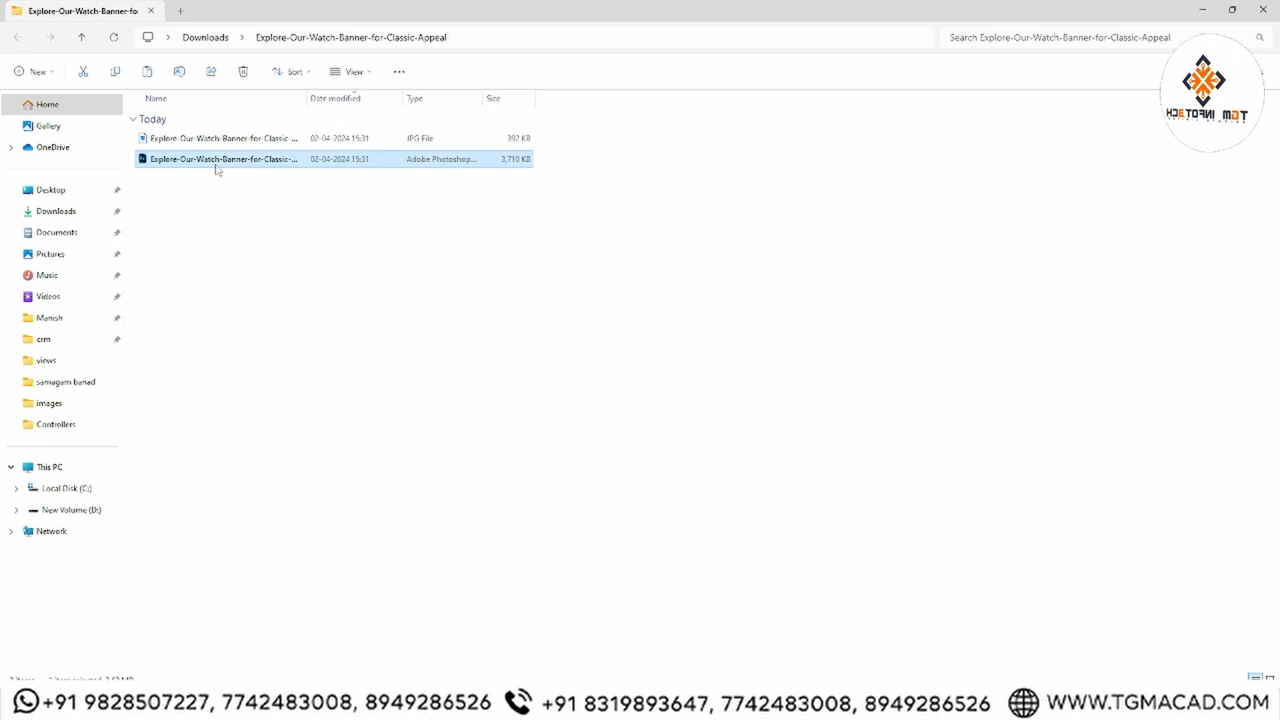 Explore-Our-Watch-Banner-for
Downloads
Explore-Our-Watch-Banner-for-Classic-Appeal
Search Explore-Our-Watch-Banner-for-Classic-Appeal
New
Sort
View
Name
Date modified
Type
Size
Today
Explore-Our-Watch-Banner-for-Classic-... 02-04-2024 15:31 JPG File 392 KB
Explore-Our-Watch-Banner-for-Classic-... 02-04-2024 15:31 Adobe Photoshop... 3,710 KB
Home
Gallery
OneDrive
Desktop
Downloads
Documents
Pictures
Music
Videos
Manish
crm
views
samagam banad
images
Controllers
This PC
Local Disk (C:)
New Volume (D:)
Network
TGM INFOTECH
+91 9828507227, 7742483008, 8949286526
+91 8319893647, 7742483008, 8949286526
WWW.TGMACAD.COM